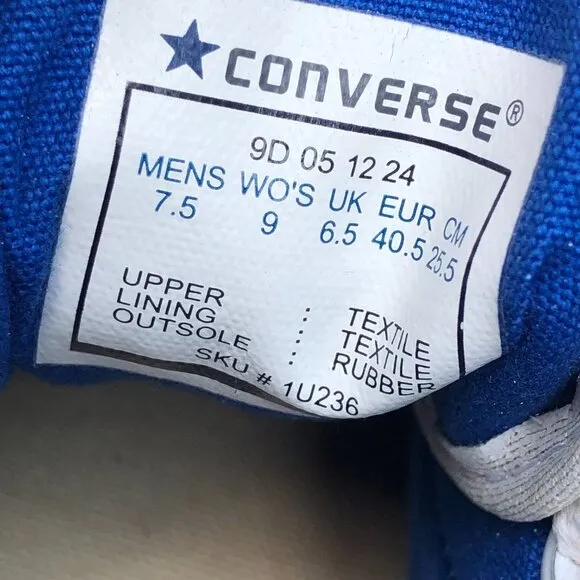 CONVERSE®
9D 05 12 24
MENS WO'S UK EUR CM
7.5 9 6.5 40.5 25.5
UPPER : TEXTILE
LINING : TEXTILE
OUTSOLE : RUBBER
SKU # 1U236